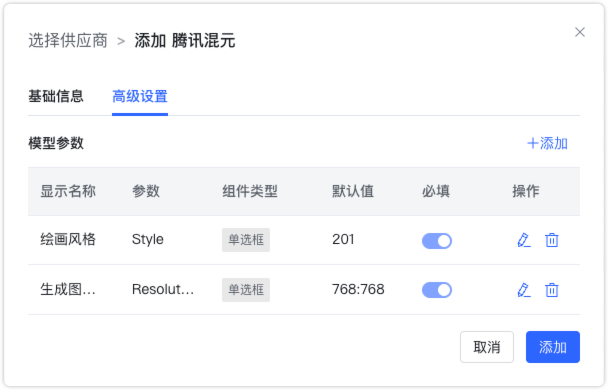 选择供应商 > 添加 腾讯混元
基础信息 高级设置
模型参数 +添加
显示名称 参数 组件类型 默认值 必填 操作
绘画风格 Style 单选框 201
生成图... Resolut... 单选框 768:768
取消 添加